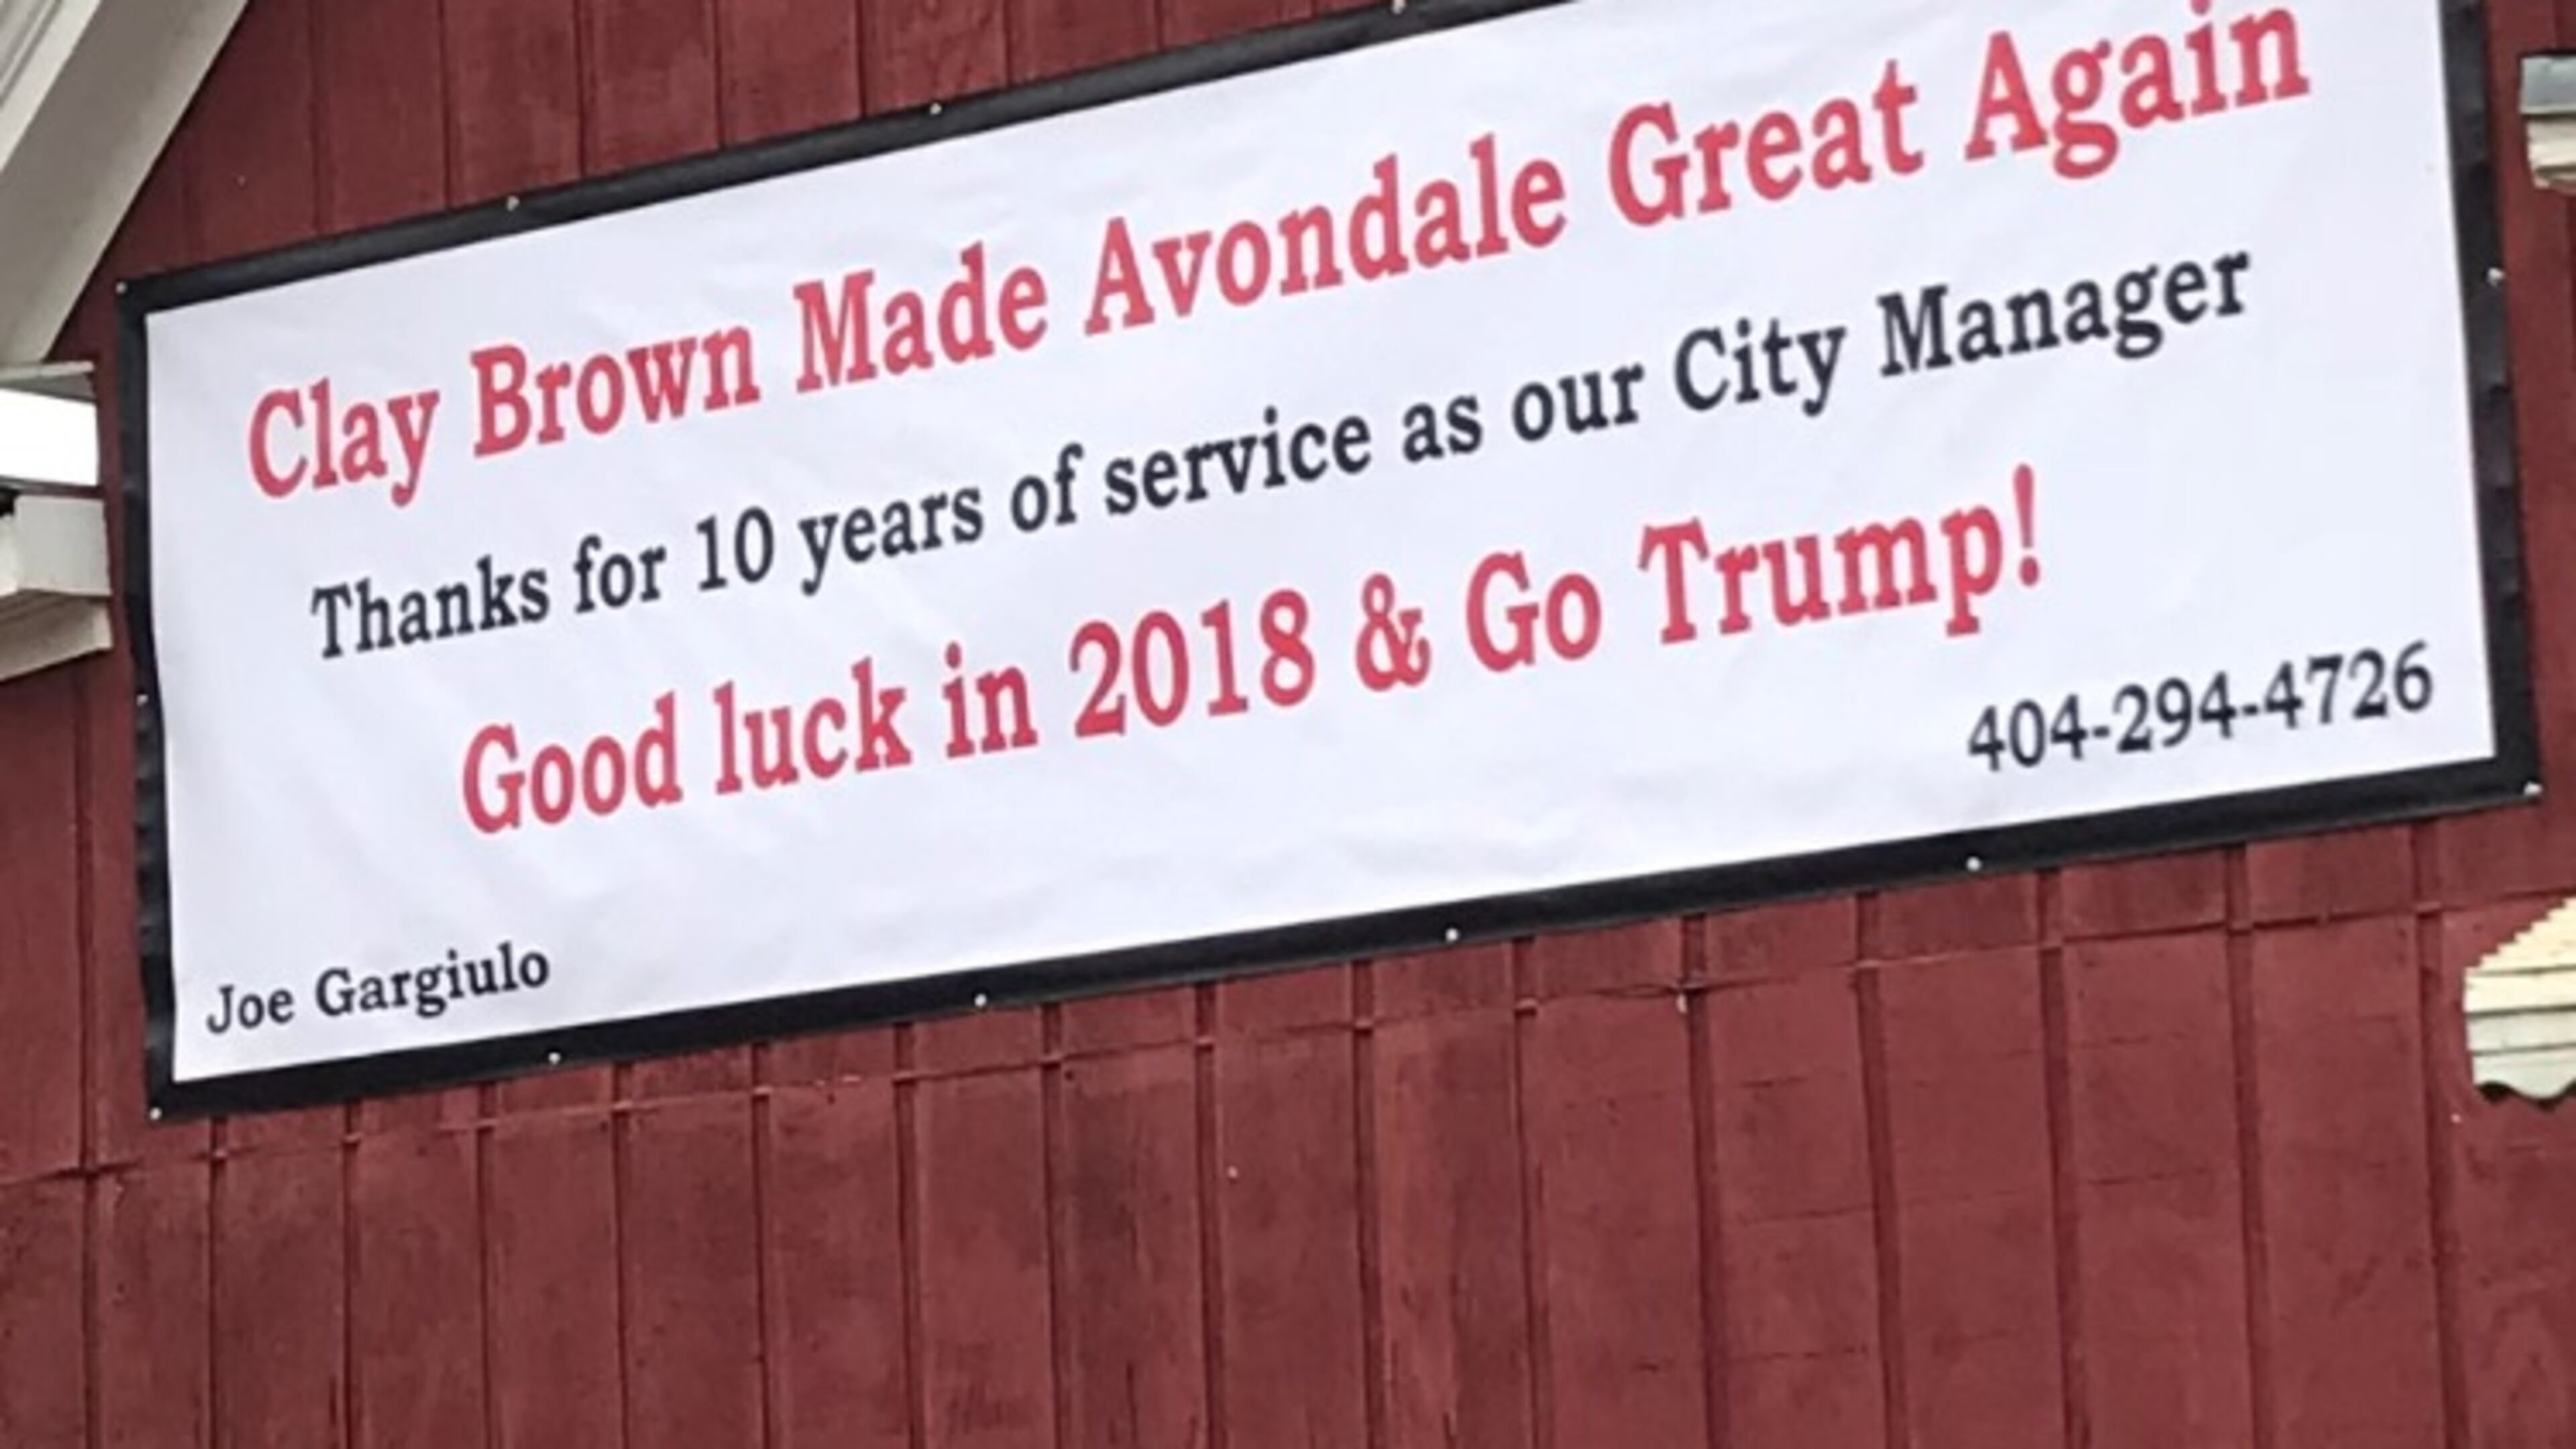 Clay Brown Made Avondale Great Again
Thanks for 10 years of service as our City Manager
Good luck in 2018 & Go Trump!
404-294-4726
Joe Gargiulo